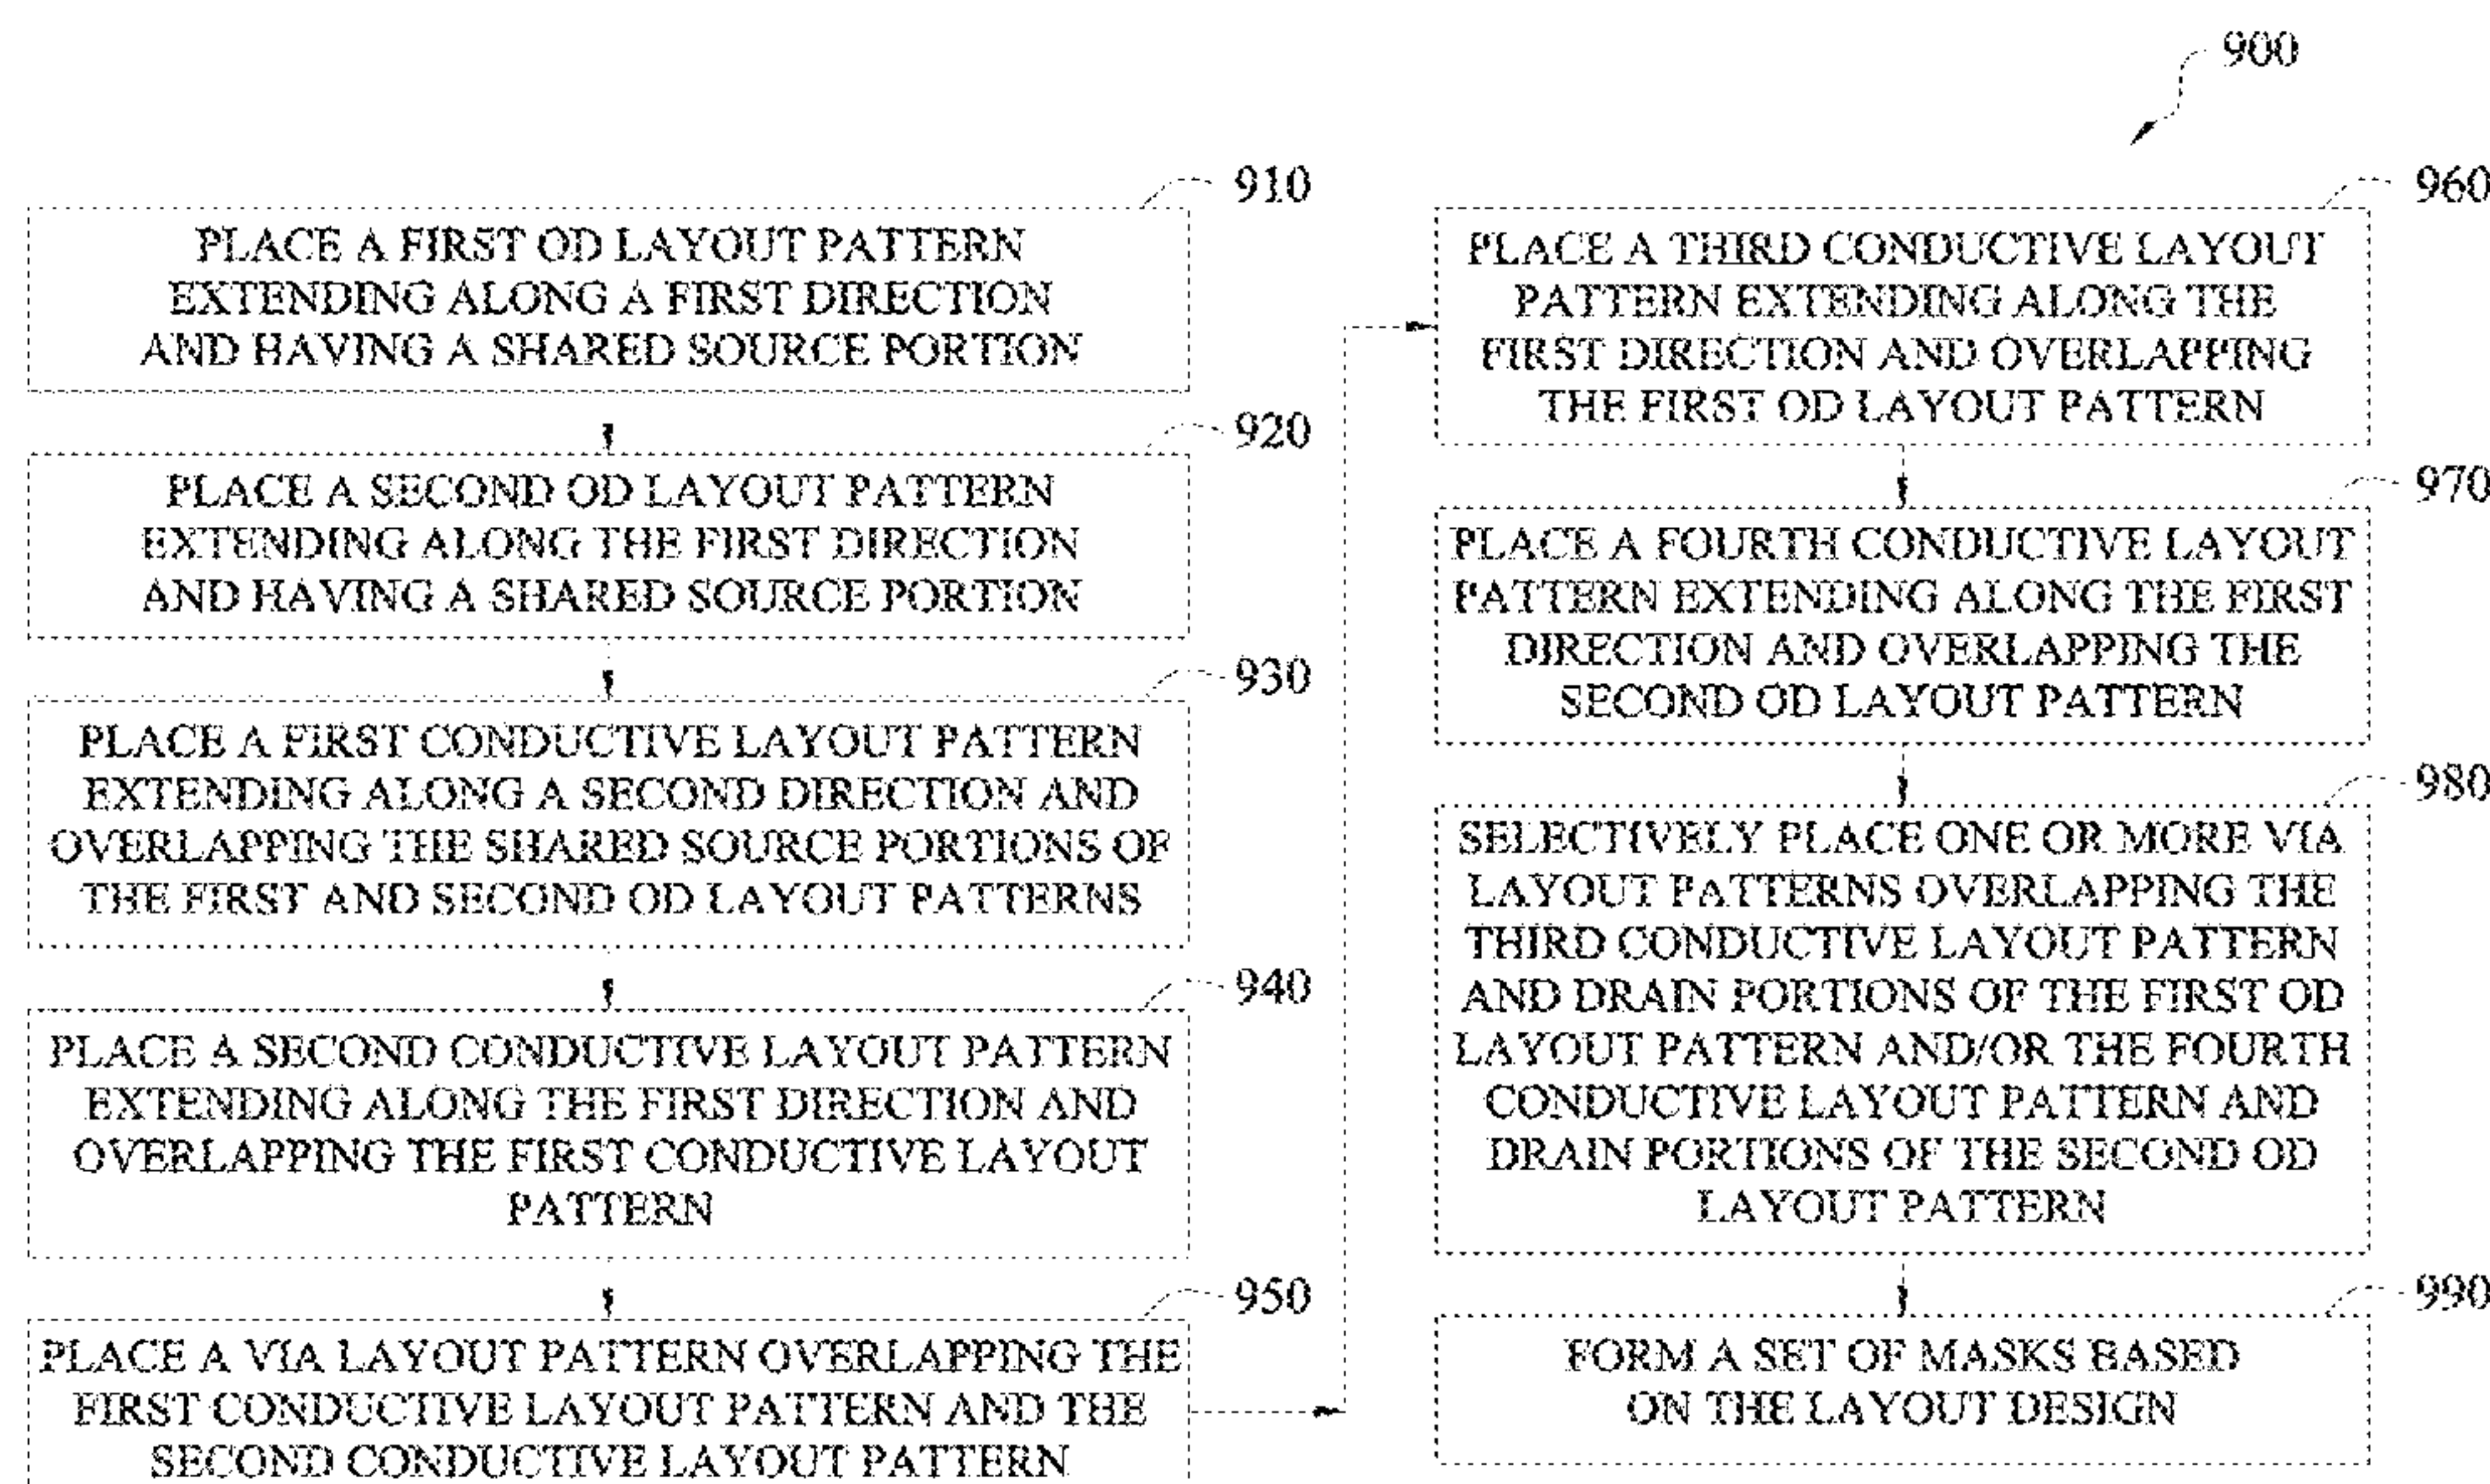 900
910
PLACE A FIRST OD LAYOUT PATTERN
EXTENDING ALONG A FIRST DIRECTION
AND HAVING A SHARED SOURCE PORTION
920
PLACE A SECOND OD LAYOUT PATTERN
EXTENDING ALONG THE FIRST DIRECTION
AND HAVING A SHARED SOURCE PORTION
930
PLACE A FIRST CONDUCTIVE LAYOUT PATTERN
EXTENDING ALONG A SECOND DIRECTION AND
OVERLAPPING THE SHARED SOURCE PORTIONS OF
THE FIRST AND SECOND OD LAYOUT PATTERNS
940
PLACE A SECOND CONDUCTIVE LAYOUT PATTERN
EXTENDING ALONG THE FIRST DIRECTION AND
OVERLAPPING THE FIRST CONDUCTIVE LAYOUT
PATTERN
950
PLACE A VIA LAYOUT PATTERN OVERLAPPING THE
FIRST CONDUCTIVE LAYOUT PATTERN AND THE
SECOND CONDUCTIVE LAYOUT PATTERN
960
PLACE A THIRD CONDUCTIVE LAYOUT
PATTERN EXTENDING ALONG THE
FIRST DIRECTION AND OVERLAPPING
THE FIRST OD LAYOUT PATTERN
970
PLACE A FOURTH CONDUCTIVE LAYOUT
PATTERN EXTENDING ALONG THE FIRST
DIRECTION AND OVERLAPPING THE
SECOND OD LAYOUT PATTERN
980
SELECTIVELY PLACE ONE OR MORE VIA
LAYOUT PATTERNS OVERLAPPING THE
THIRD CONDUCTIVE LAYOUT PATTERN
AND DRAIN PORTIONS OF THE FIRST OD
LAYOUT PATTERN AND/OR THE FOURTH
CONDUCTIVE LAYOUT PATTERN AND
DRAIN PORTIONS OF THE SECOND OD
LAYOUT PATTERN
990
FORM A SET OF MASKS BASED
ON THE LAYOUT DESIGN